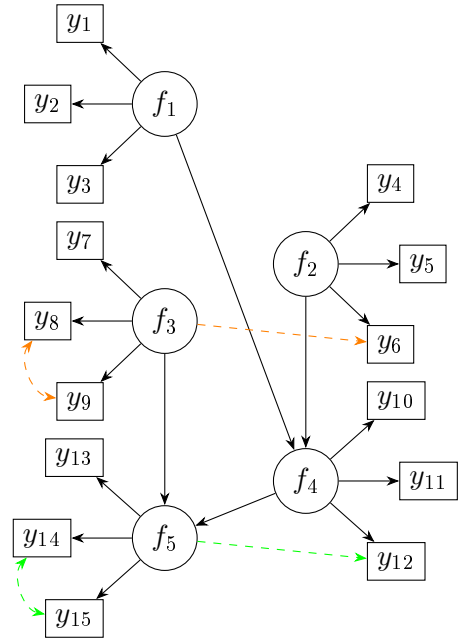 y₁
f₁
y₂
y₃
y₄
y₇
f₂
y₅
y₈
f₃
y₆
y₉
y₁₀
y₁₃
f₄
y₁₁
y₁₄
f₅
y₁₂
y₁₅